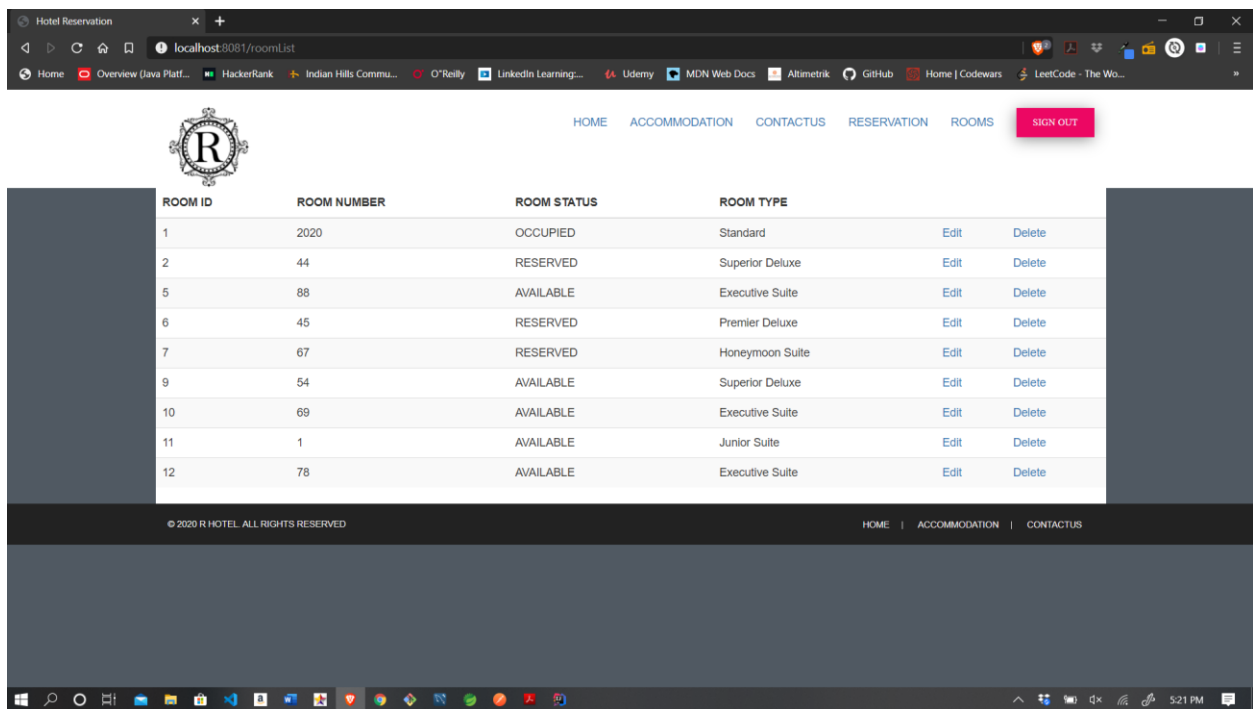 Hotel Reservation
localhost:8081/roomList
Home Overview (Java Platf... HackerRank Indian Hills Commu... O"Reilly LinkedIn Learning:... Udemy MDN Web Docs Altimetrik GitHub Home | Codewars LeetCode - The Wo... »
R HOME ACCOMMODATION CONTACTUS RESERVATION ROOMS SIGN OUT
ROOM ID ROOM NUMBER ROOM STATUS ROOM TYPE
1 2020 OCCUPIED Standard Edit Delete
2 44 RESERVED Superior Deluxe Edit Delete
5 88 AVAILABLE Executive Suite Edit Delete
6 45 RESERVED Premier Deluxe Edit Delete
7 67 RESERVED Honeymoon Suite Edit Delete
9 54 AVAILABLE Superior Deluxe Edit Delete
10 69 AVAILABLE Executive Suite Edit Delete
11 1 AVAILABLE Junior Suite Edit Delete
12 78 AVAILABLE Executive Suite Edit Delete
© 2020 R HOTEL. ALL RIGHTS RESERVED HOME | ACCOMMODATION | CONTACTUS
5:21 PM